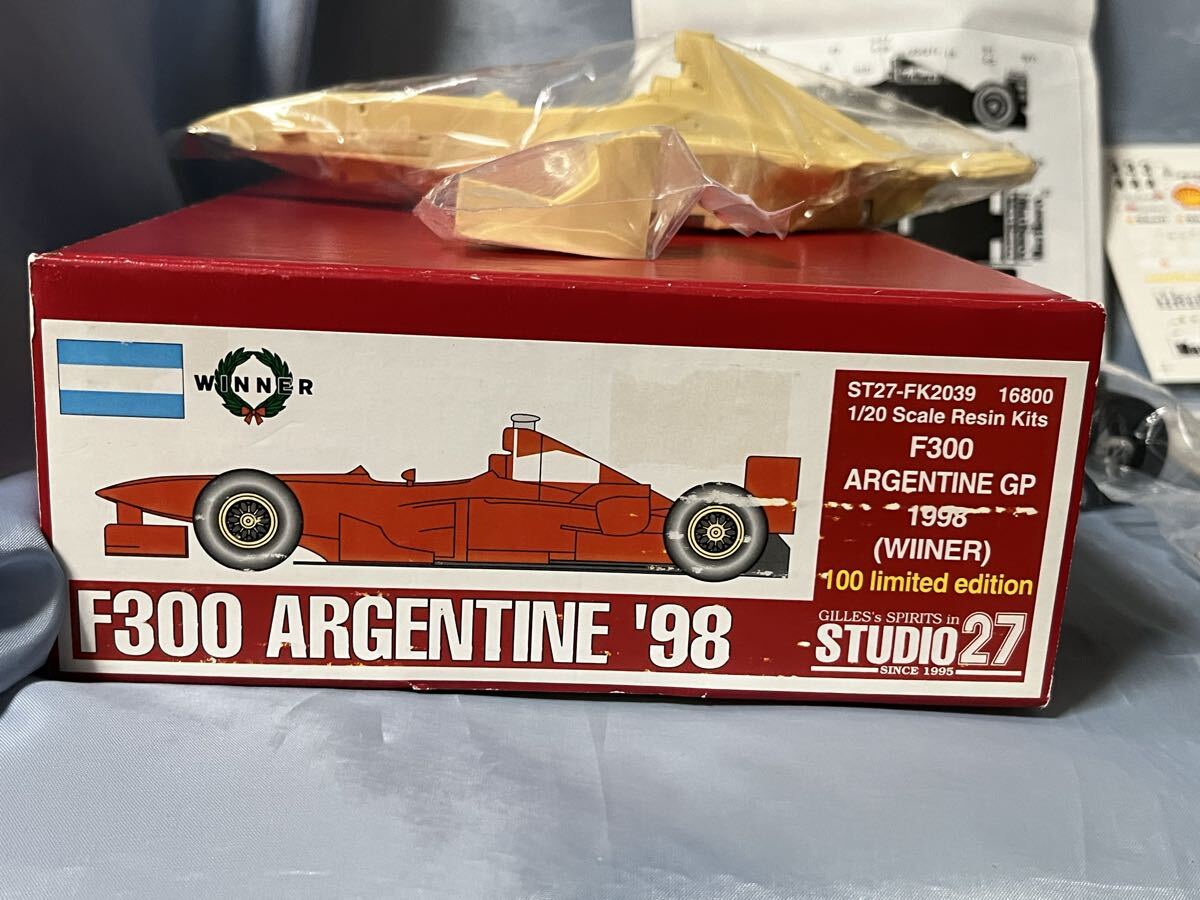 WINNER
ST27-FK2039 16800
1/20 Scale Resin Kits
F300
ARGENTINE GP
1998
(WIINER)
100 limited edition
GILLES's SPIRITS in
STUDIO27
SINCE 1995
F300 ARGENTINE '98